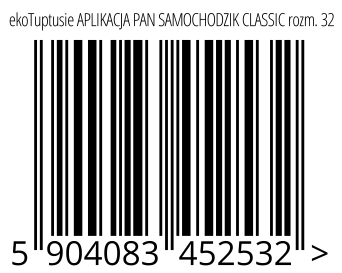 ekoTuptusie APLIKACJA PAN SAMOCHODZIK CLASSIC rozm. 32
5 904083 452532 >